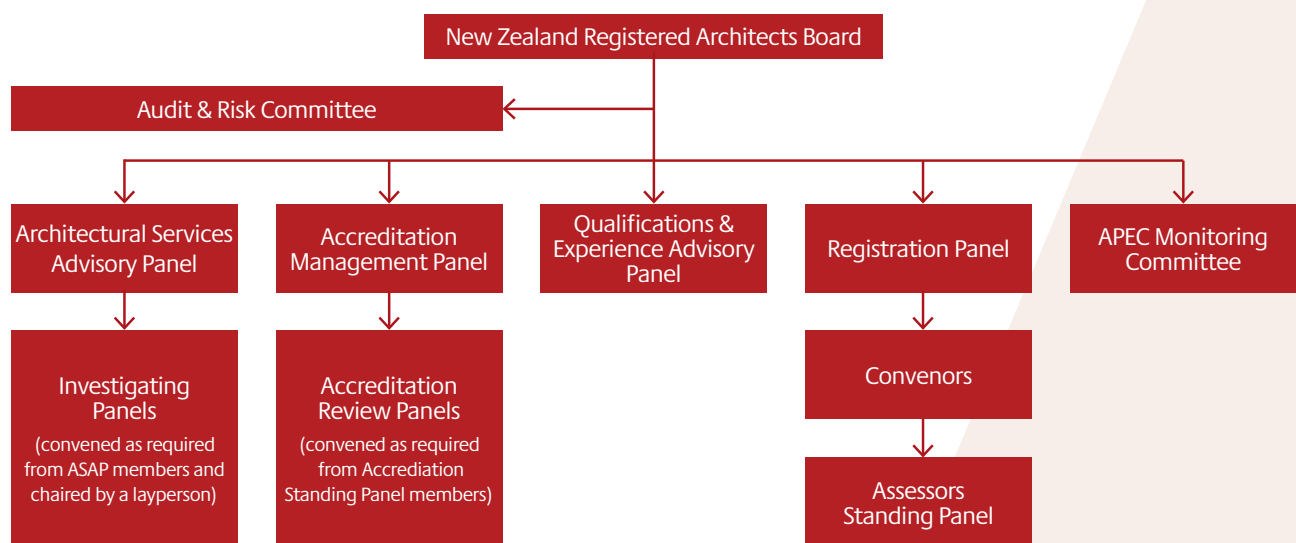 New Zealand Registered Architects Board
Audit & Risk Committee
Architectural Services
Advisory Panel
Accreditation
Management Panel
Qualifications &
Experience Advisory
Panel
Registration Panel
APEC Monitoring
Committee
Investigating
Panels
(convened as required
from ASAP members and
chaired by a layperson)
Accreditation
Review Panels
(convened as required
from Accrediation
Standing Panel members)
Convenors
Assessors
Standing Panel